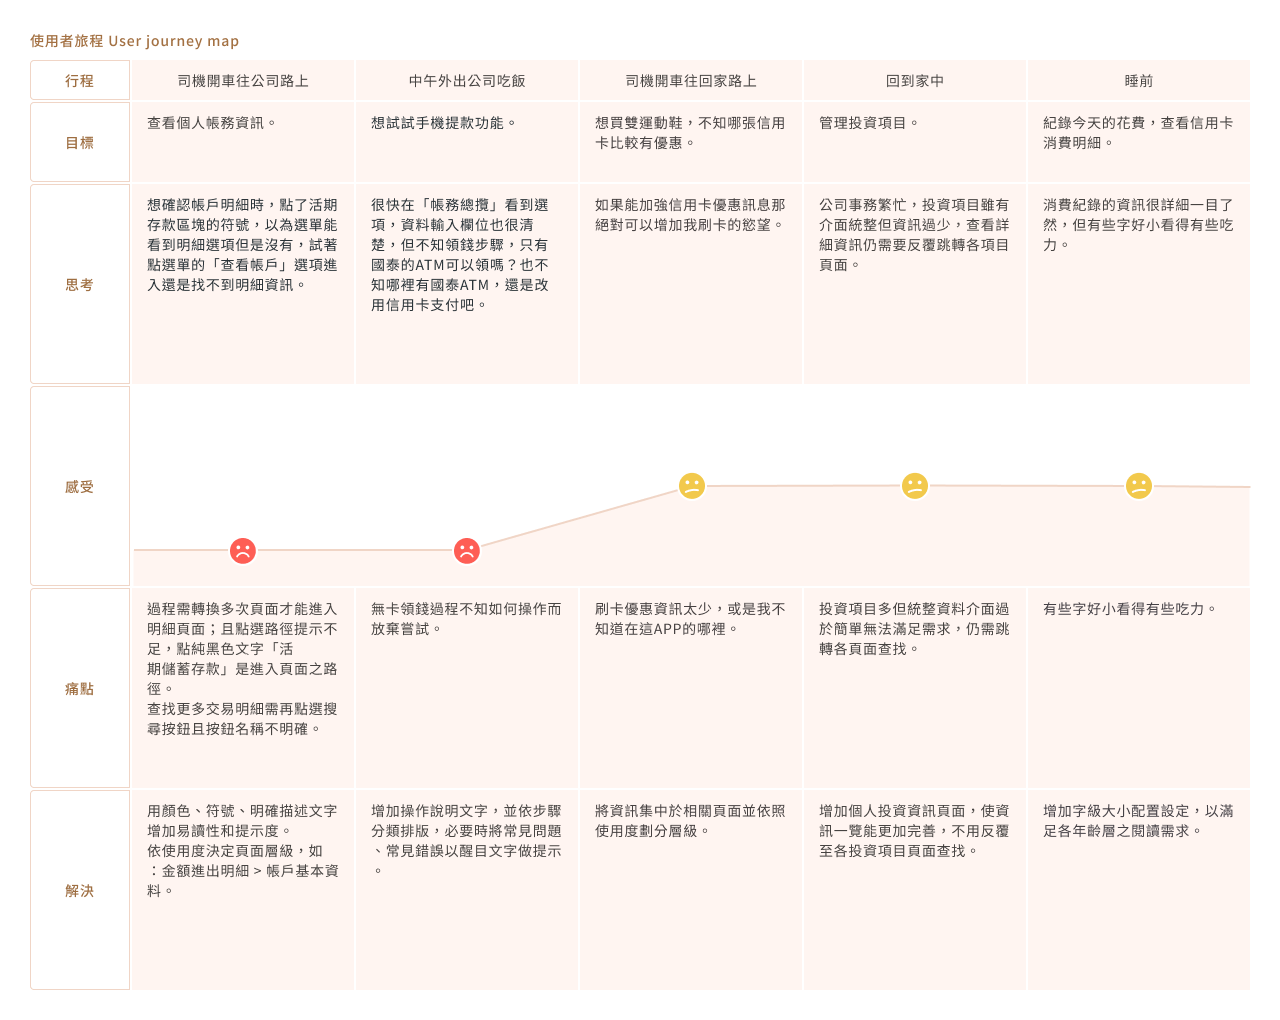 使用者旅程 User journey map
行程
司機開車往公司路上
中午外出公司吃飯
司機開車往回家路上
回到家中
睡前
目標
查看個人帳務資訊。
想試試手機提款功能。
想買雙運動鞋，不知哪張信用
卡比較有優惠。
管理投資項目。
紀錄今天的花費，查看信用卡
消費明細。
思考
想確認帳戶明細時，點了活期
存款區塊的符號，以為選單能
看到明細選項但是沒有，試著
點選單的「查看帳戶」選項進
入還是找不到明細資訊。
很快在「帳務總攬」看到選
項，資料輸入欄位也很清
楚，但不知領錢步驟，只有
國泰的ATM可以領嗎？也不
知哪裡有國泰ATM，還是改
用信用卡支付吧。
如果能加強信用卡優惠訊息那
絕對可以增加我刷卡的慾望。
公司事務繁忙，投資項目雖有
介面統整但資訊過少，查看詳
細資訊仍需要反覆跳轉各項目
頁面。
消費紀錄的資訊很詳細一目了
然，但有些字好小看得有些吃
力。
感受
痛點
過程需轉換多次頁面才能進入
明細頁面；且點選路徑提示不
足，點純黑色文字「活
期儲蓄存款」是進入頁面之路
徑。
查找更多交易明細需再點選搜
尋按鈕且按鈕名稱不明確。
無卡領錢過程不知如何操作而
放棄嘗試。
刷卡優惠資訊太少，或是我不
知道在這APP的哪裡。
投資項目多但統整資料介面過
於簡單無法滿足需求，仍需跳
轉各頁面查找。
有些字好小看得有些吃力。
解決
用顏色、符號、明確描述文字
增加易讀性和提示度。
依使用度決定頁面層級，如
：金額進出明細 > 帳戶基本資
料。
增加操作說明文字，並依步驟
分類排版，必要時將常見問題
、常見錯誤以醒目文字做提示
。
將資訊集中於相關頁面並依照
使用度劃分層級。
增加個人投資資訊頁面，使資
訊一覽能更加完善，不用反覆
至各投資項目頁面查找。
增加字級大小配置設定，以滿
足各年齡層之閱讀需求。